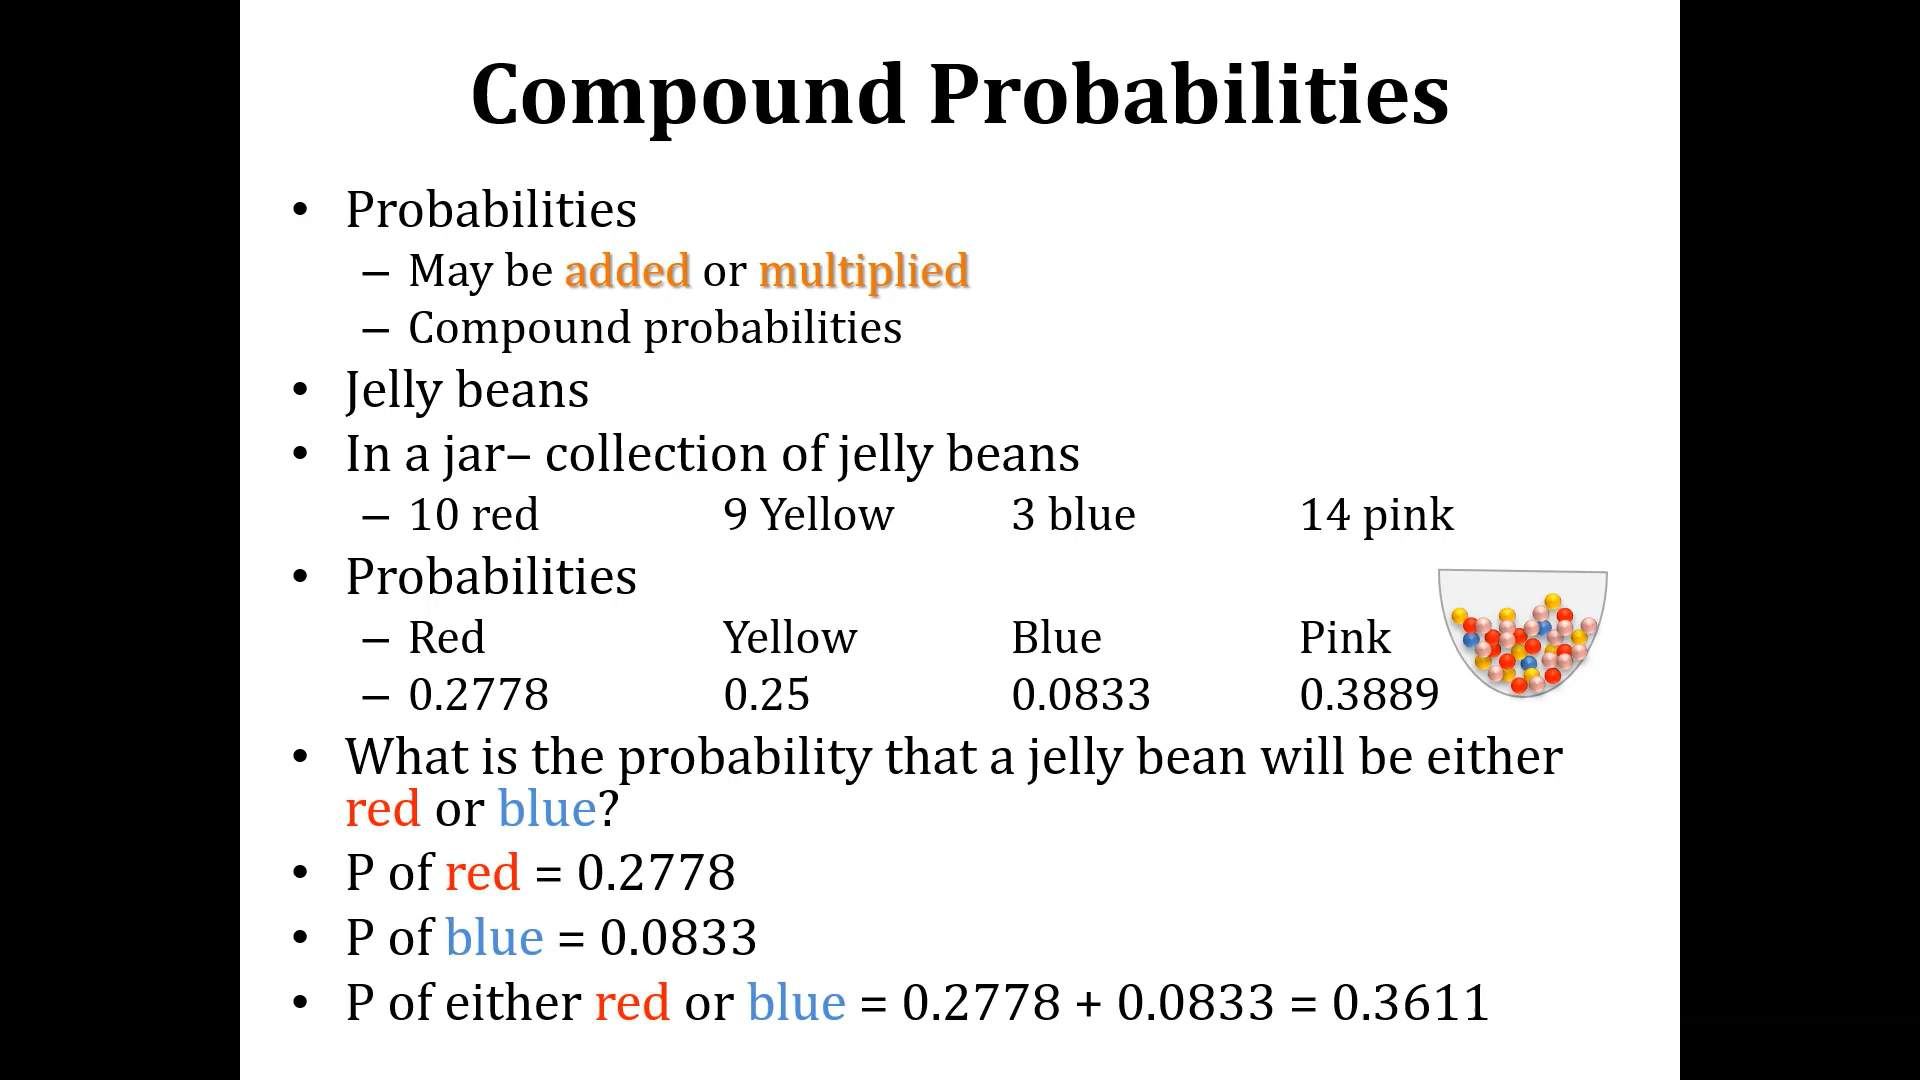 Compound Probabilities
• Probabilities
– May be added or multiplied
– Compound probabilities
• Jelly beans
• In a jar– collection of jelly beans
– 10 red 9 Yellow 3 blue 14 pink
• Probabilities
– Red Yellow Blue Pink
– 0.2778 0.25 0.0833 0.3889
• What is the probability that a jelly bean will be either
red or blue?
• P of red = 0.2778
• P of blue = 0.0833
• P of either red or blue = 0.2778 + 0.0833 = 0.3611